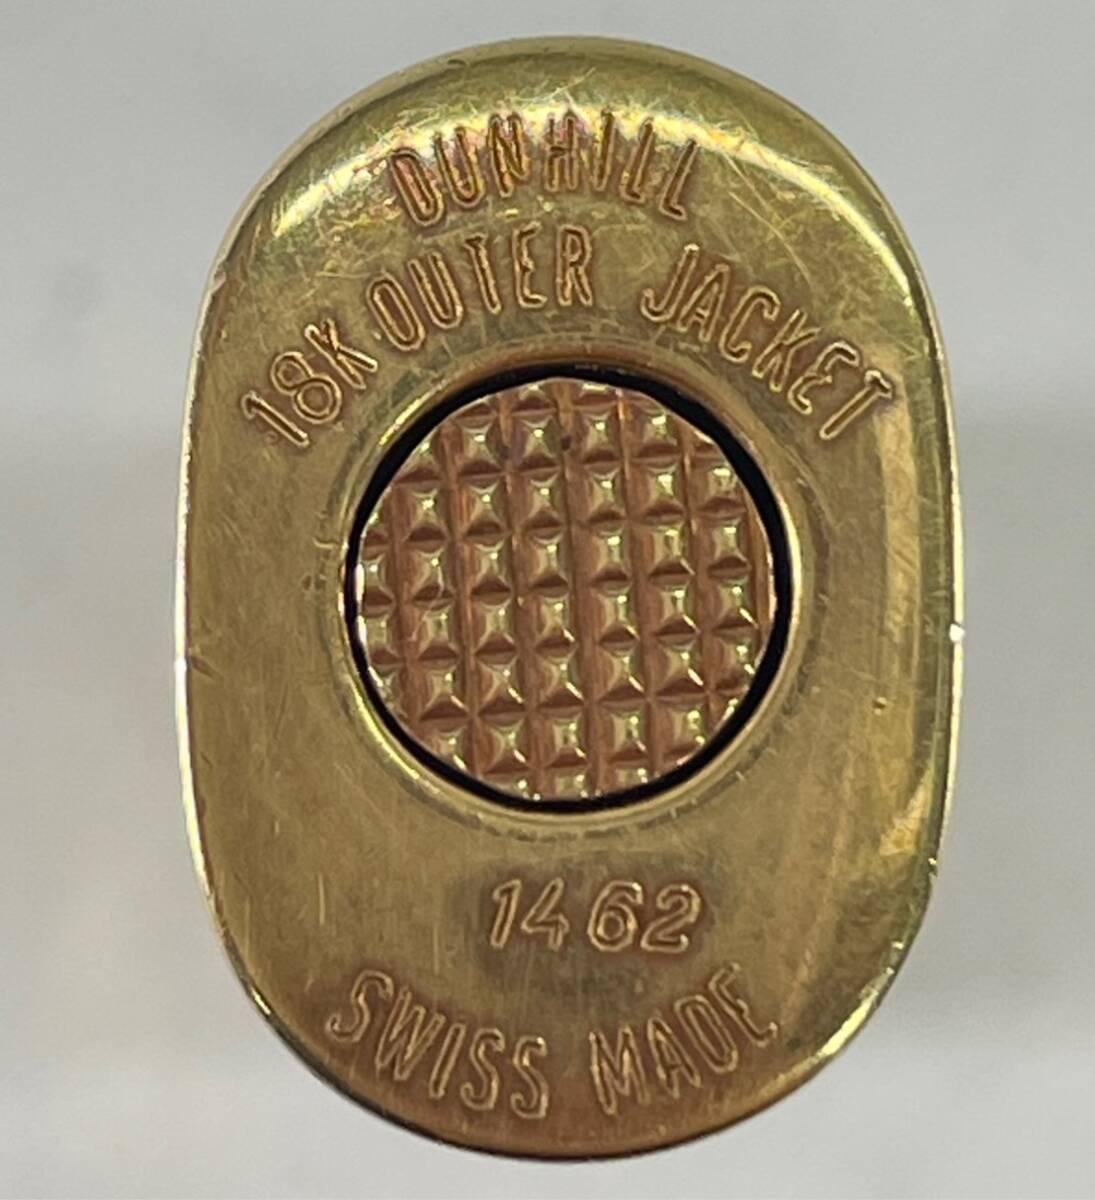 DUNHILL
18K OUTER JACKET
1462
SWISS MADE